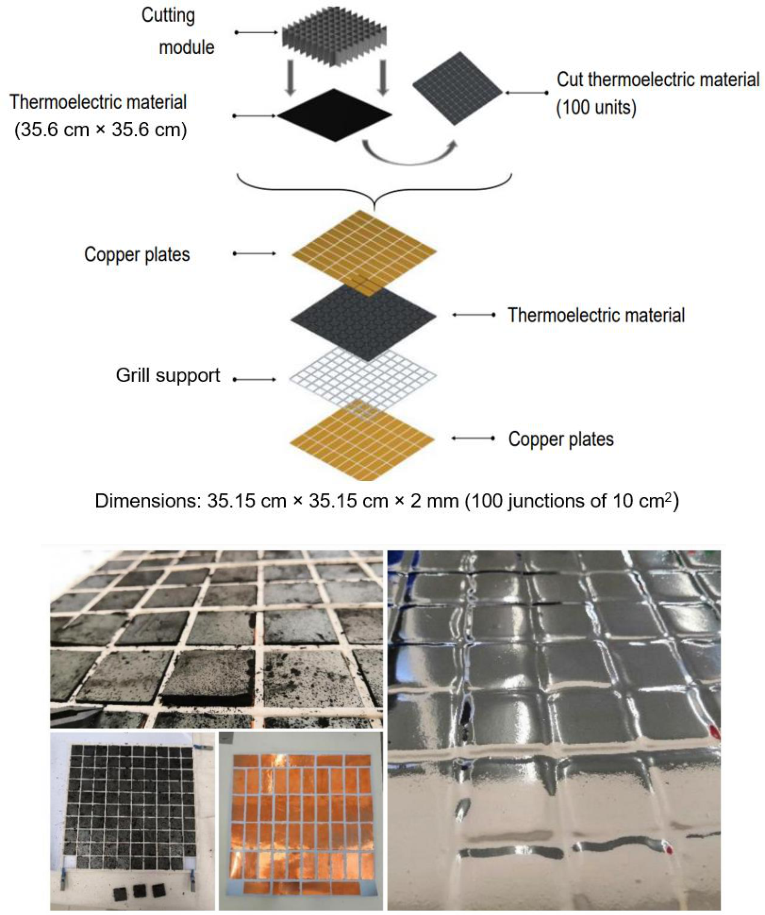 Cutting
module
Thermoelectric material
(35.6 cm × 35.6 cm)
Cut thermoelectric material
(100 units)
Copper plates
Thermoelectric material
Grill support
Copper plates
Dimensions: 35.15 cm × 35.15 cm × 2 mm (100 junctions of 10 cm²)